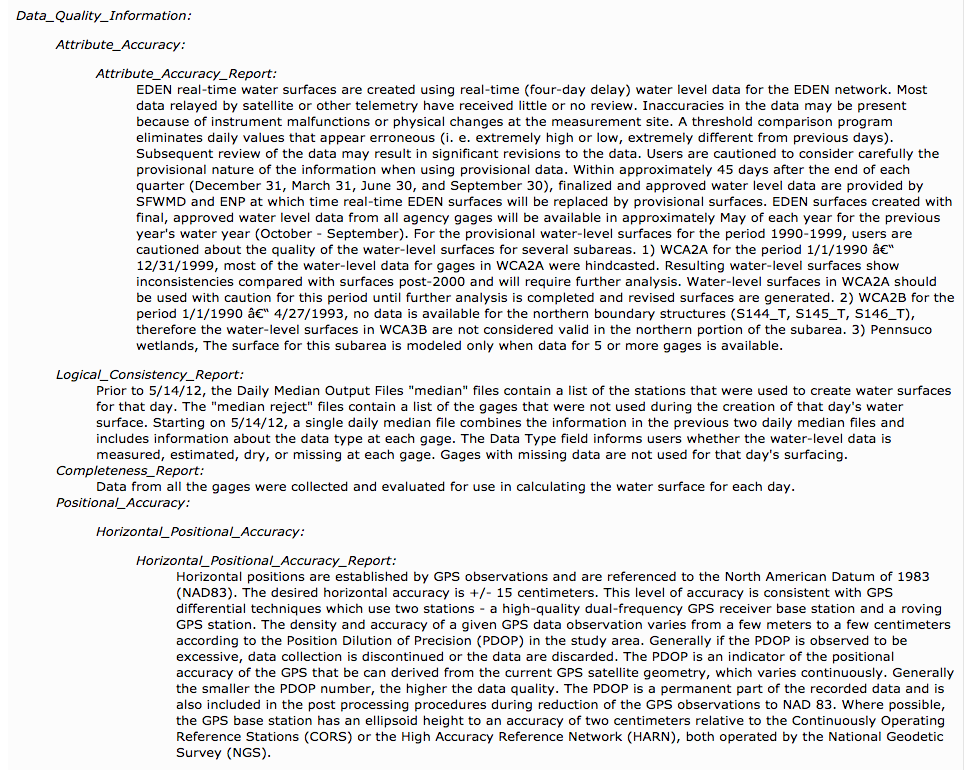 Data_Quality_Information:
Attribute_Accuracy:
Attribute_Accuracy_Report:
EDEN real-time water surfaces are created using real-time (four-day delay) water level data for the EDEN network. Most
data relayed by satellite or other telemetry have received little or no review. Inaccuracies in the data may be present
because of instrument malfunctions or physical changes at the measurement site. A threshold comparison program
eliminates daily values that appear erroneous (i. e. extremely high or low, extremely different from previous days).
Subsequent review of the data may result in significant revisions to the data. Users are cautioned to consider carefully the
provisional nature of the information when using provisional data. Within approximately 45 days after the end of each
quarter (December 31, March 31, June 30, and September 30), finalized and approved water level data are provided by
SFWMD and ENP at which time real-time EDEN surfaces will be replaced by provisional surfaces. EDEN surfaces created with
final, approved water level data from all agency gages will be available in approximately May of each year for the previous
year's water year (October - September). For the provisional water-level surfaces for the period 1990-1999, users are
cautioned about the quality of the water-level surfaces for several subareas. 1) WCA2A for the period 1/1/1990 â€“
12/31/1999, most of the water-level data for gages in WCA2A were hindcasted. Resulting water-level surfaces show
inconsistencies compared with surfaces post-2000 and will require further analysis. Water-level surfaces in WCA2A should
be used with caution for this period until further analysis is completed and revised surfaces are generated. 2) WCA2B for the
period 1/1/1990 â€“ 4/27/1993, no data is available for the northern boundary structures (S144_T, S145_T, S146_T),
therefore the water-level surfaces in WCA3B are not considered valid in the northern portion of the subarea. 3) Pennsuco
wetlands, The surface for this subarea is modeled only when data for 5 or more gages is available.
Logical_Consistency_Report:
Prior to 5/14/12, the Daily Median Output Files "median" files contain a list of the stations that were used to create water surfaces
for that day. The "median reject" files contain a list of the gages that were not used during the creation of that day's water
surface. Starting on 5/14/12, a single daily median file combines the information in the previous two daily median files and
includes information about the data type at each gage. The Data Type field informs users whether the water-level data is
measured, estimated, dry, or missing at each gage. Gages with missing data are not used for that day's surfacing.
Completeness_Report:
Data from all the gages were collected and evaluated for use in calculating the water surface for each day.
Positional_Accuracy:
Horizontal_Positional_Accuracy:
Horizontal_Positional_Accuracy_Report:
Horizontal positions are established by GPS observations and are referenced to the North American Datum of 1983
(NAD83). The desired horizontal accuracy is +/- 15 centimeters. This level of accuracy is consistent with GPS
differential techniques which use two stations - a high-quality dual-frequency GPS receiver base station and a roving
GPS station. The density and accuracy of a given GPS data observation varies from a few meters to a few centimeters
according to the Position Dilution of Precision (PDOP) in the study area. Generally if the PDOP is observed to be
excessive, data collection is discontinued or the data are discarded. The PDOP is an indicator of the positional
accuracy of the GPS that be can derived from the current GPS satellite geometry, which varies continuously. Generally
the smaller the PDOP number, the higher the data quality. The PDOP is a permanent part of the recorded data and is
also included in the post processing procedures during reduction of the GPS observations to NAD 83. Where possible,
the GPS base station has an ellipsoid height to an accuracy of two centimeters relative to the Continuously Operating
Reference Stations (CORS) or the High Accuracy Reference Network (HARN), both operated by the National Geodetic
Survey (NGS).